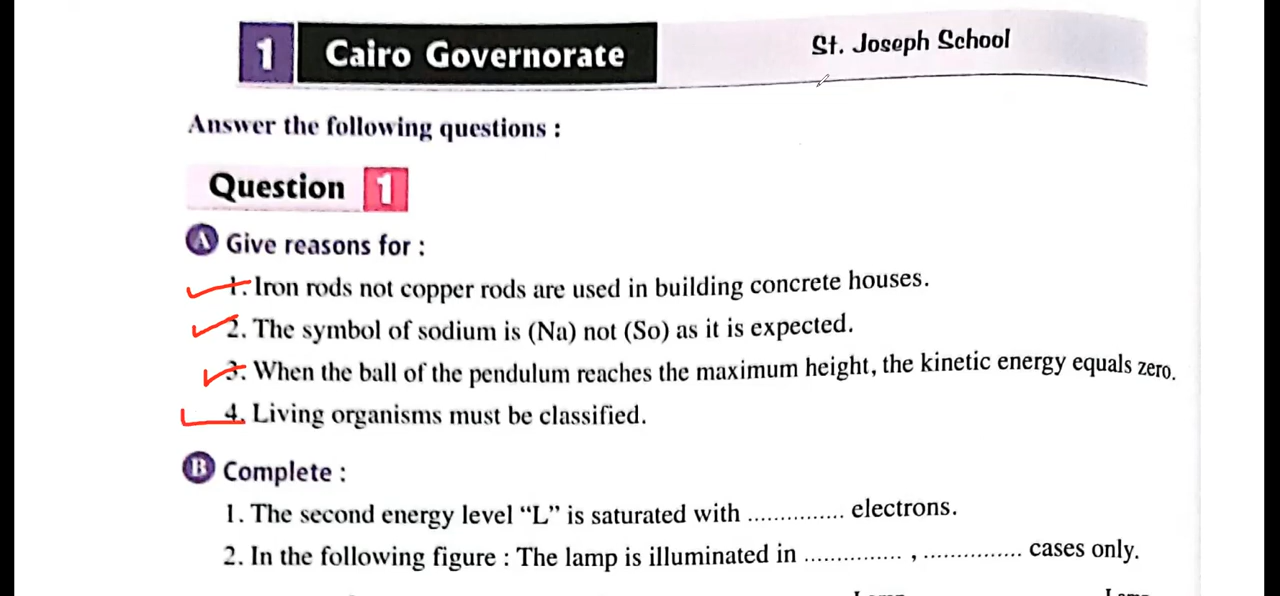 1 Cairo Governorate St. Joseph School
Answer the following questions :
Question 1
A Give reasons for :
1. Iron rods not copper rods are used in building concrete houses.
2. The symbol of sodium is (Na) not (So) as it is expected.
3. When the ball of the pendulum reaches the maximum height, the kinetic energy equals zero.
4. Living organisms must be classified.
B Complete :
1. The second energy level “L” is saturated with ............... electrons.
2. In the following figure : The lamp is illuminated in ............... , ............... cases only.